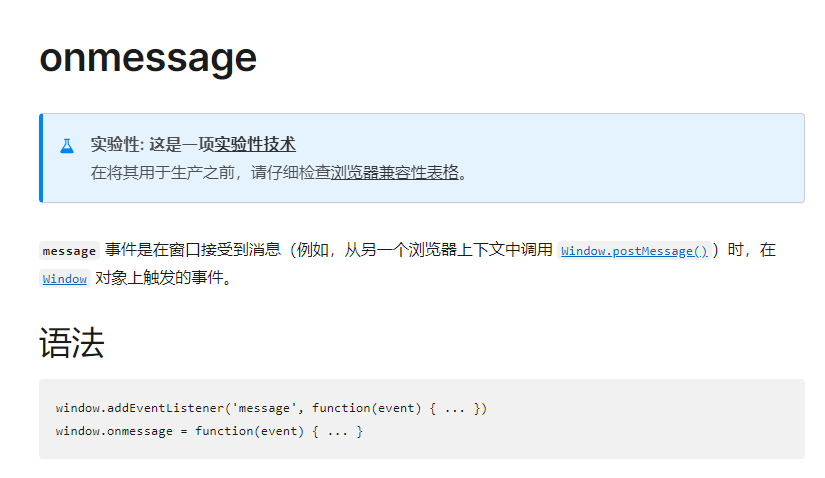 onmessage
实验性: 这是一项实验性技术
在将其用于生产之前，请仔细检查浏览器兼容性表格。
message 事件是在窗口接受到消息（例如，从另一个浏览器上下文中调用 Window.postMessage()）时，在
Window 对象上触发的事件。
语法
window.addEventListener('message', function(event) { ... })
window.onmessage = function(event) { ... }